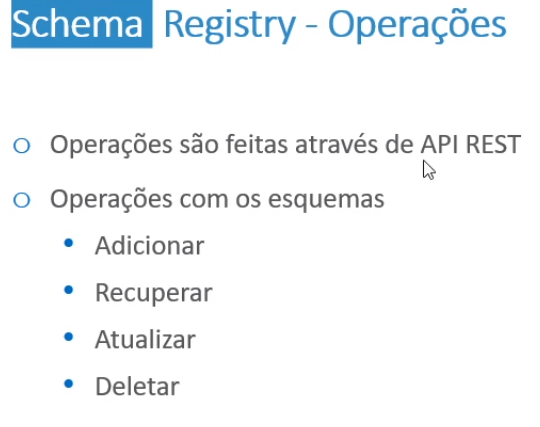 Schema Registry - Operações
Operações são feitas através de API REST
Operações com os esquemas
Adicionar
Recuperar
Atualizar
Deletar